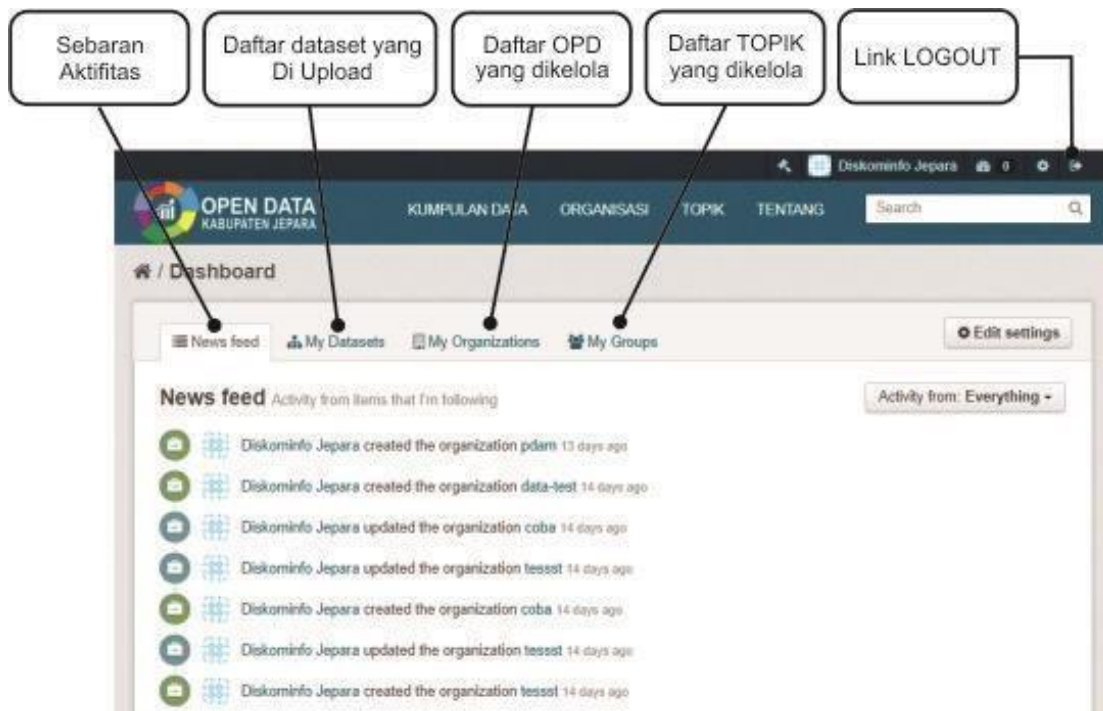 Sebaran
Aktifitas
Daftar dataset yang
Di Upload
Daftar OPD
yang dikelola
Daftar TOPIK
yang dikelola
Link LOGOUT
Diskominfo Jepara 0
OPEN DATA
KABUPATEN JEPARA
KUMPULAN DATA ORGANISASI TOPIK TENTANG Search
/ Dashboard
News feed My Datasets My Organizations My Groups Edit settings
News feed Activity from items that I'm following Activity from: Everything
Diskominfo Jepara created the organization pdam 13 days ago
Diskominfo Jepara created the organization data-test 14 days ago
Diskominfo Jepara updated the organization coba 14 days ago
Diskominfo Jepara updated the organization tessst 14 days ago
Diskominfo Jepara created the organization coba 14 days ago
Diskominfo Jepara updated the organization tessst 14 days ago
Diskominfo Jepara created the organization tessst 14 days ago